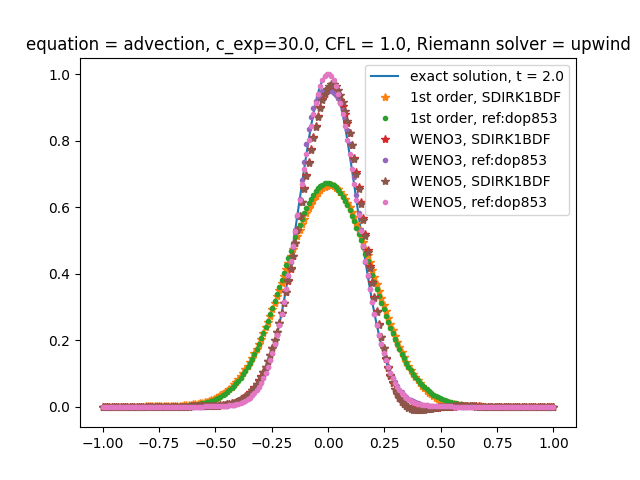 equation = advection, c_exp=30.0, CFL = 1.0, Riemann solver = upwind
exact solution, t = 2.0
1st order, SDIRK1BDF
1st order, ref:dop853
WENO3, SDIRK1BDF
WENO3, ref:dop853
WENO5, SDIRK1BDF
WENO5, ref:dop853
1.0
0.8
0.6
0.4
0.2
0.0
−1.00 −0.75 −0.50 −0.25 0.00 0.25 0.50 0.75 1.00